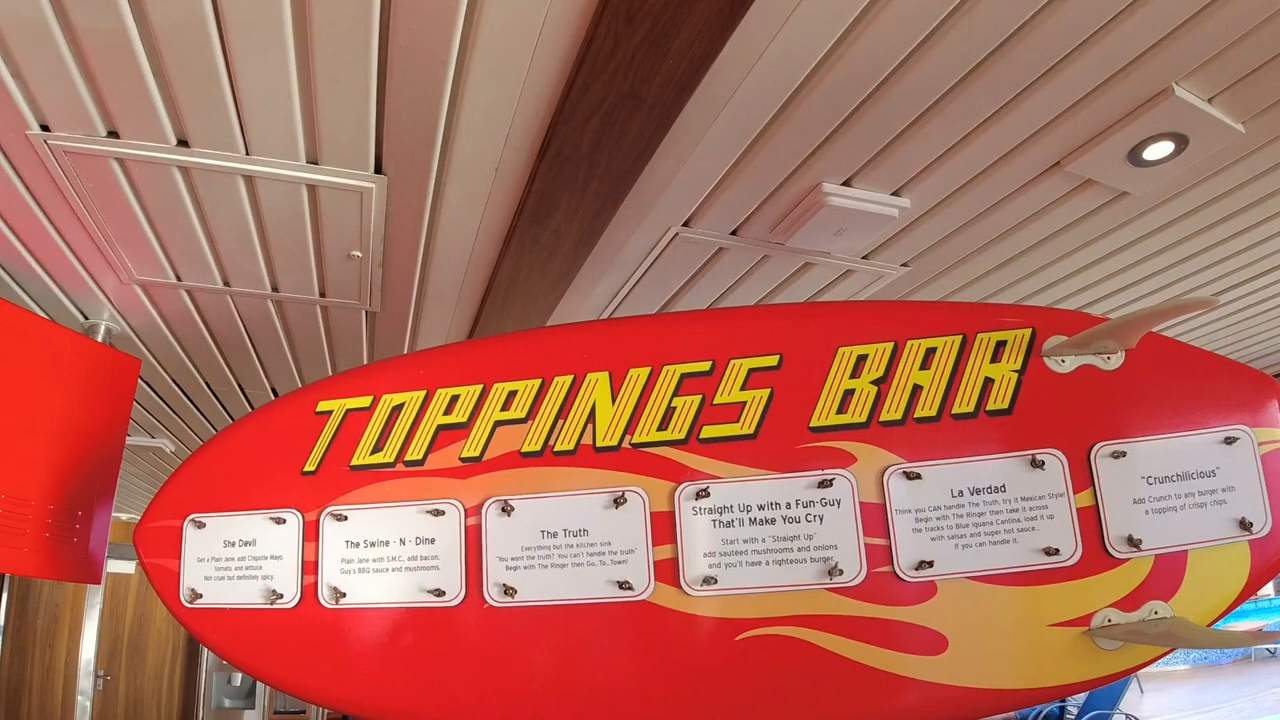 TOPPINGS BAR
She Devil
Get a Plain Jane, add Chipotle Mayo,
tomato, and lettuce.
Not cruel but definitely spicy.
The Swine - N - Dine
Plain Jane with S.M.C., add bacon,
Guy's BBQ sauce and mushrooms.
The Truth
Everything but the kitchen sink
"You want the truth? You can't handle the truth"
Begin with The Ringer then Go...To...Town!
Straight Up with a Fun-Guy
That'll Make You Cry
Start with a "Straight Up"
add sauteed mushrooms and onions
and you'll have a righteous burger.
La Verdad
Think you CAN handle The Truth, try it Mexican Style!
Begin with The Ringer then take it across
the tracks to Blue Iguana Cantina, load it up
with salsas and super hot sauce...
if you can handle it.
"Crunchilicious"
Add Crunch to any burger with
a topping of crispy chips.